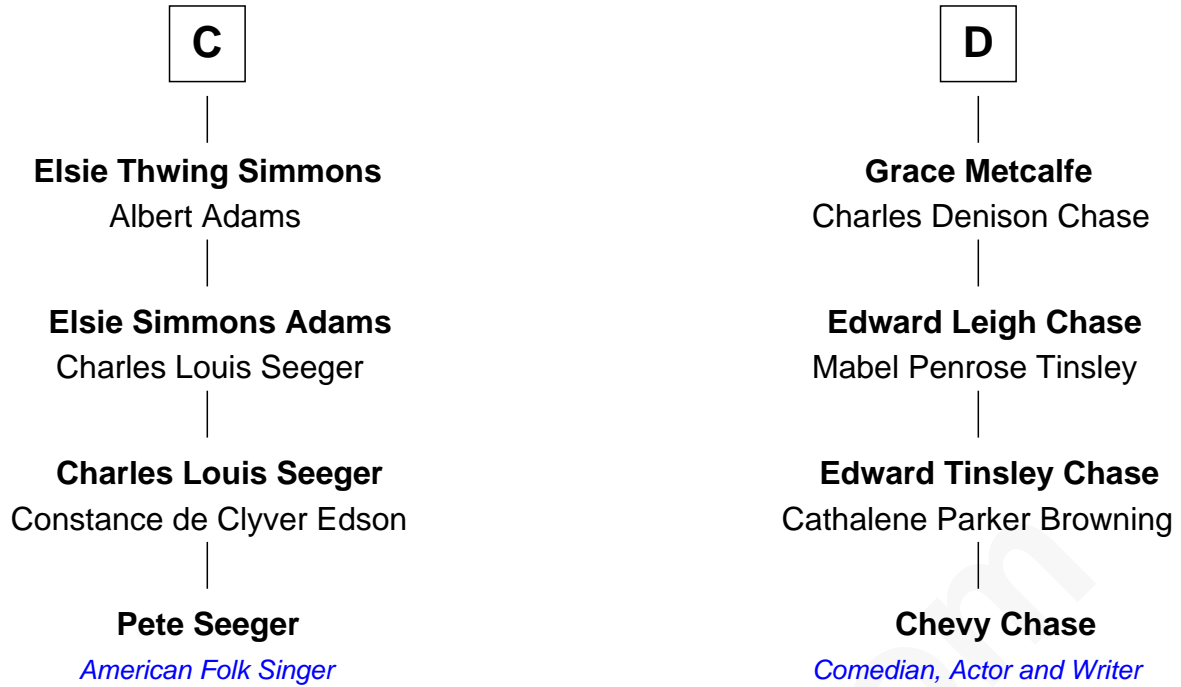 C
Elsie Thwing Simmons
Albert Adams
Elsie Simmons Adams
Charles Louis Seeger
Charles Louis Seeger
Constance de Clyver Edson
Pete Seeger
American Folk Singer
D
Grace Metcalfe
Charles Denison Chase
Edward Leigh Chase
Mabel Penrose Tinsley
Edward Tinsley Chase
Cathalene Parker Browning
Chevy Chase
Comedian, Actor and Writer